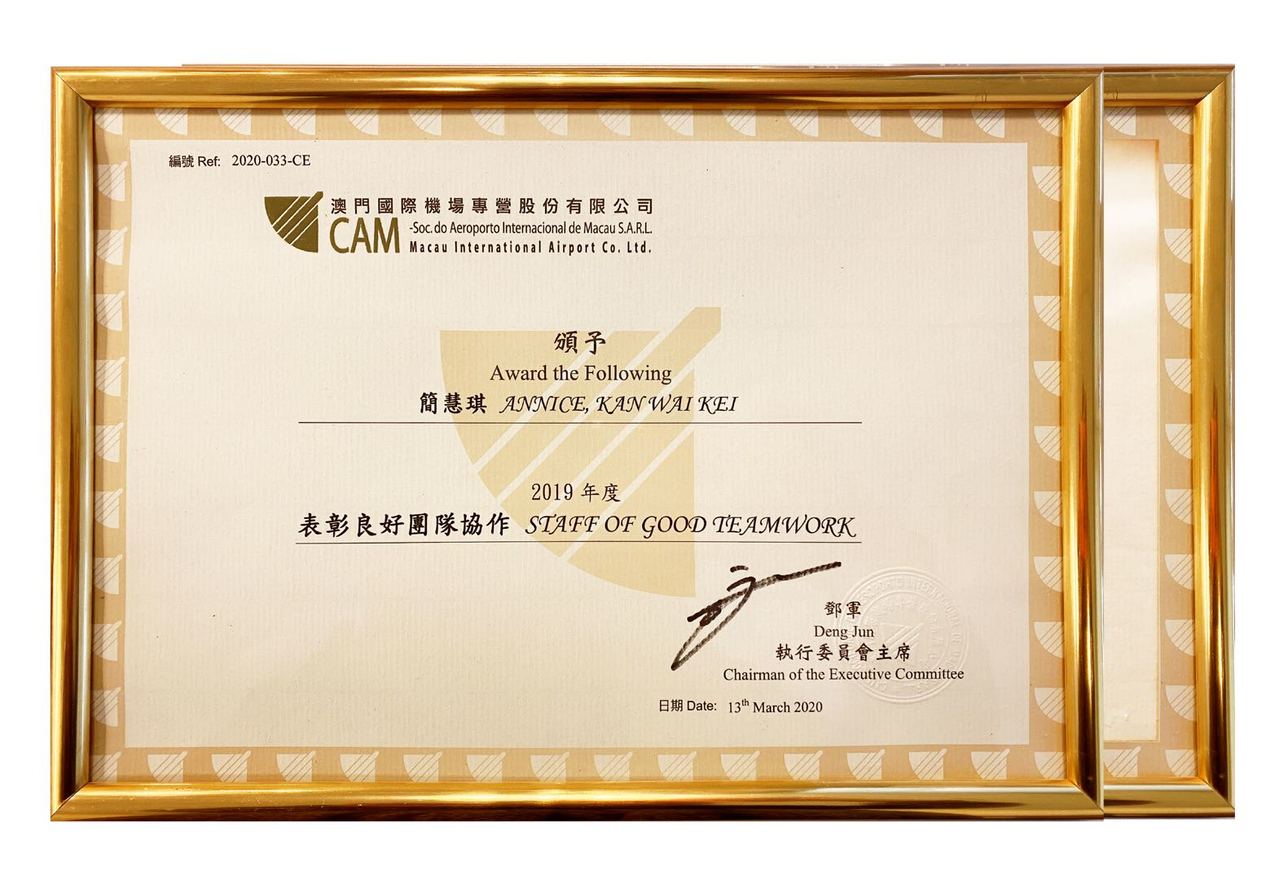 編號 Ref: 2020-033-CE
澳門國際機場專營股份有限公司
CAM -Soc. do Aeroporto Internacional de Macau S.A.R.L.
Macau International Airport Co. Ltd.
頒予
Award the Following
簡慧琪 ANNICE, KAN WAI KEI
2019 年度
表彰良好團隊協作 STAFF OF GOOD TEAMWORK
鄧軍
Deng Jun
執行委員會主席
Chairman of the Executive Committee
日期 Date: 13th March 2020